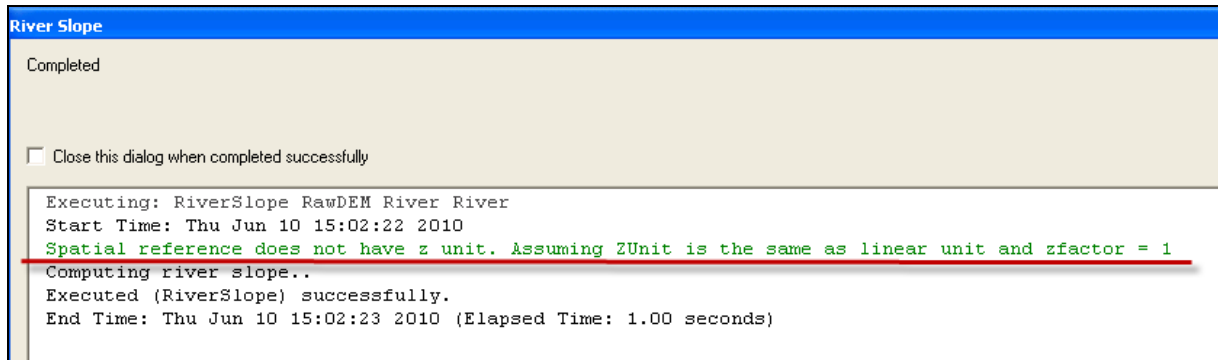 River Slope
Completed
Close this dialog when completed successfully
Executing: RiverSlope RawDEM River River
Start Time: Thu Jun 10 15:02:22 2010
Spatial reference does not have z unit. Assuming ZUnit is the same as linear unit and zfactor = 1
Computing river slope..
Executed (RiverSlope) successfully.
End Time: Thu Jun 10 15:02:23 2010 (Elapsed Time: 1.00 seconds)